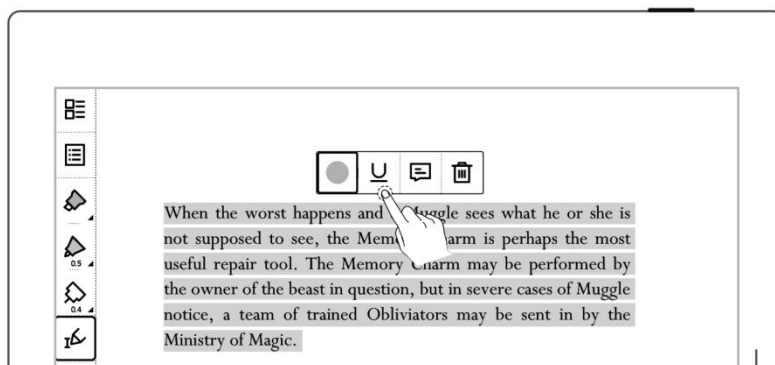 When the worst happens and Muggle sees what he or she is
not supposed to see, the arm is perhaps the most
useful repair tool. The Memory Charm may be performed by
the owner of the beast in question, but in severe cases of Muggle
notice, a team of trained Obliviators may be sent in by the
Ministry of Magic.
U
0.5
0.4
I